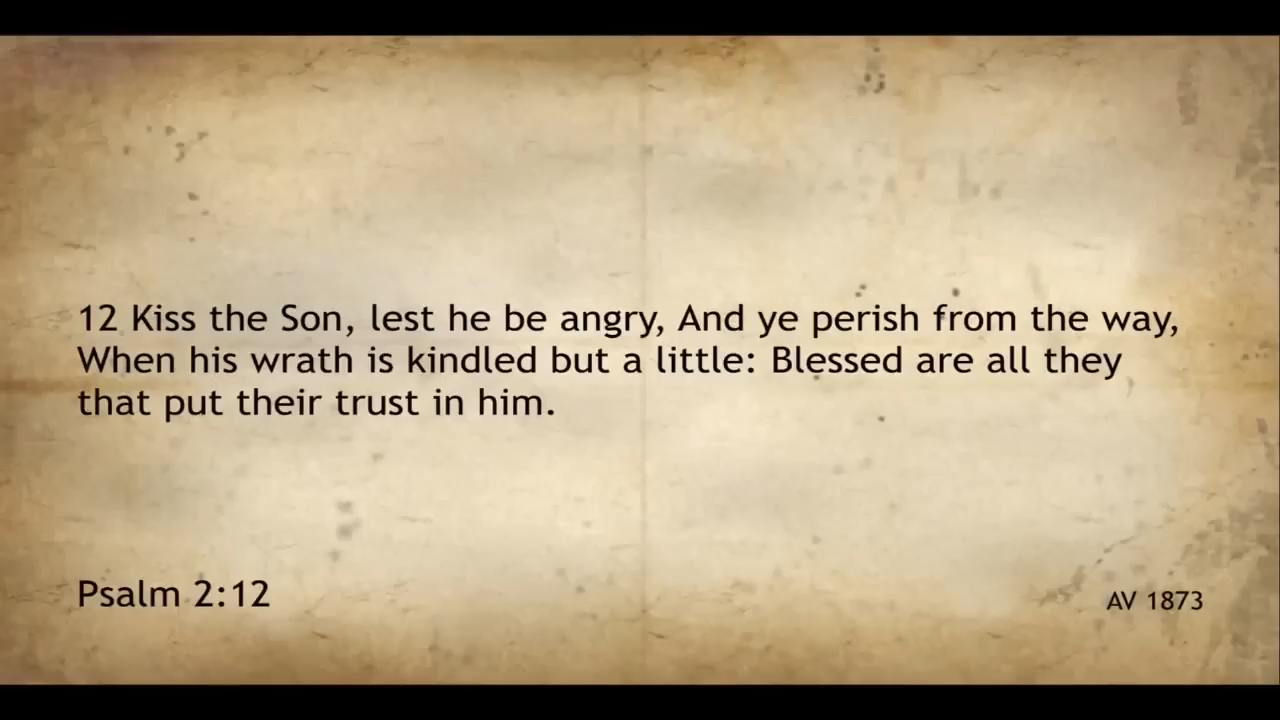 12 Kiss the Son, lest he be angry, And ye perish from the way,
When his wrath is kindled but a little: Blessed are all they
that put their trust in him.
Psalm 2:12
AV 1873